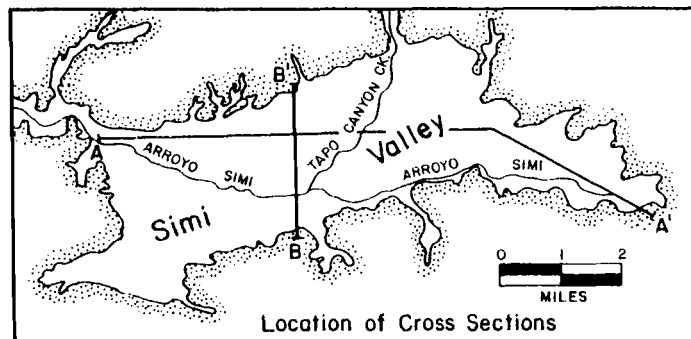 B'
TAPO CANYON CK
Valley
A
ARROYO SIMI
ARROYO SIMI
Simi
B
A'
0 1 2
MILES
Location of Cross Sections